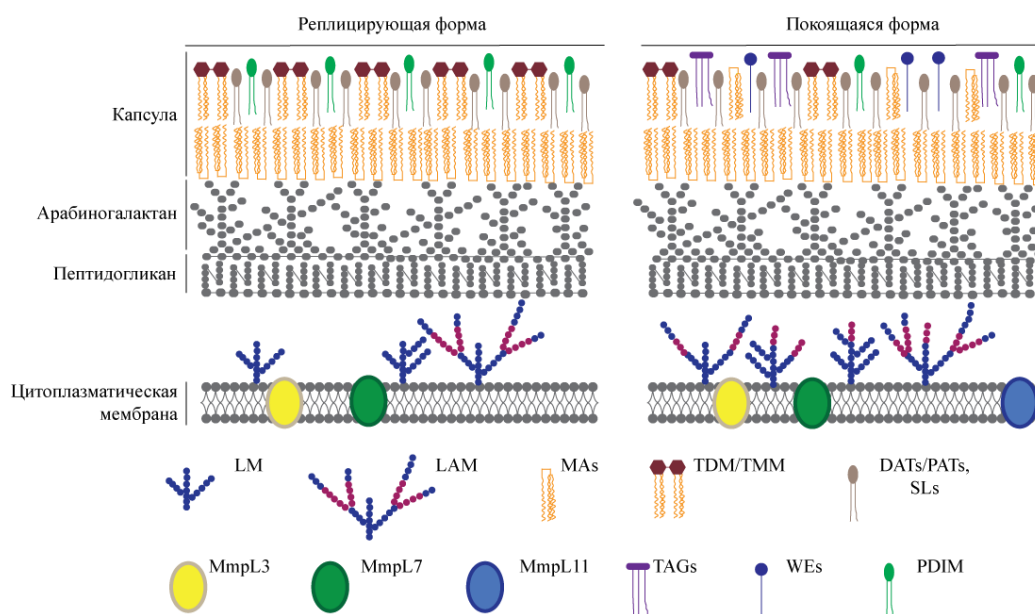 Реплицирующая форма
Покоящаяся форма
Капсула
Арабиногалактан
Пептидогликан
Цитоплазматическая
мембрана
LM
LAM
MAs
TDM/TMM
DATs/PATs,
SLs
MmpL3
MmpL7
MmpL11
TAGs
WEs
PDIM